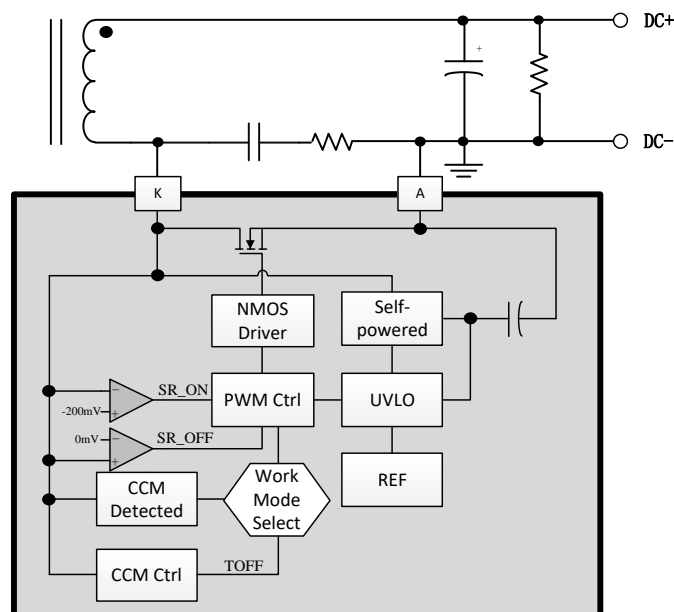 +
DC+
DC-
K
A
NMOS
Driver
Self-
powered
SR_ON
−
-200mV
+
PWM Ctrl
UVLO
0mV
−
SR_OFF
+
CCM
Detected
Work
Mode
Select
REF
CCM Ctrl
TOFF